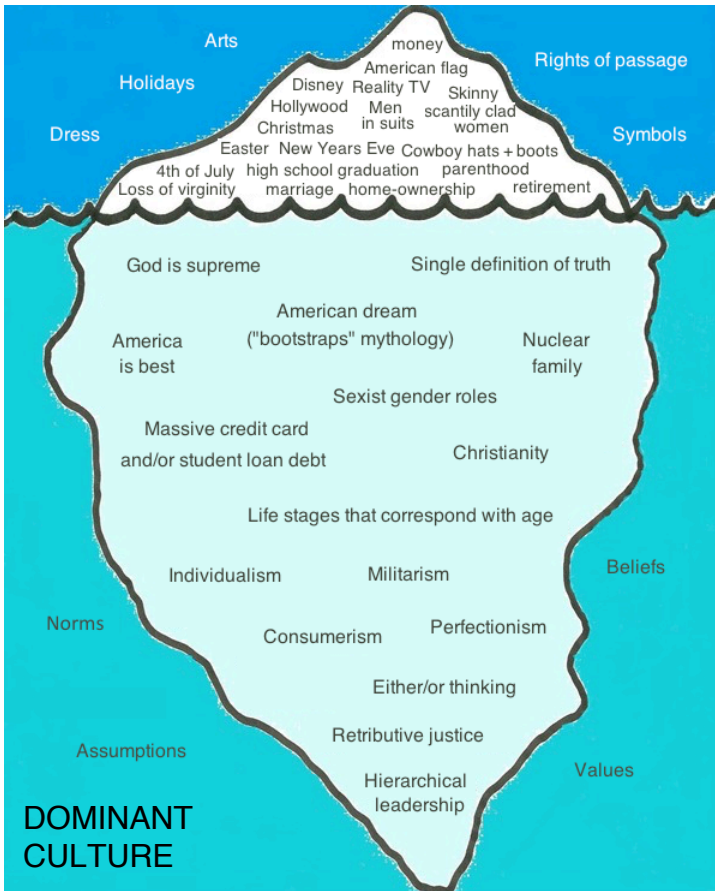 Arts
Holidays
Dress
Rights of passage
Symbols
money
American flag
Disney
Reality TV
Skinny
scantily clad
women
Hollywood
Men
in suits
Christmas
Easter
New Years Eve
Cowboy hats + boots
4th of July
high school graduation
parenthood
Loss of virginity
marriage
home-ownership
retirement
God is supreme
Single definition of truth
American dream
("bootstraps" mythology)
America
is best
Nuclear
family
Sexist gender roles
Massive credit card
and/or student loan debt
Christianity
Life stages that correspond with age
Individualism
Militarism
Beliefs
Norms
Consumerism
Perfectionism
Either/or thinking
Retributive justice
Assumptions
Values
Hierarchical
leadership
DOMINANT
CULTURE